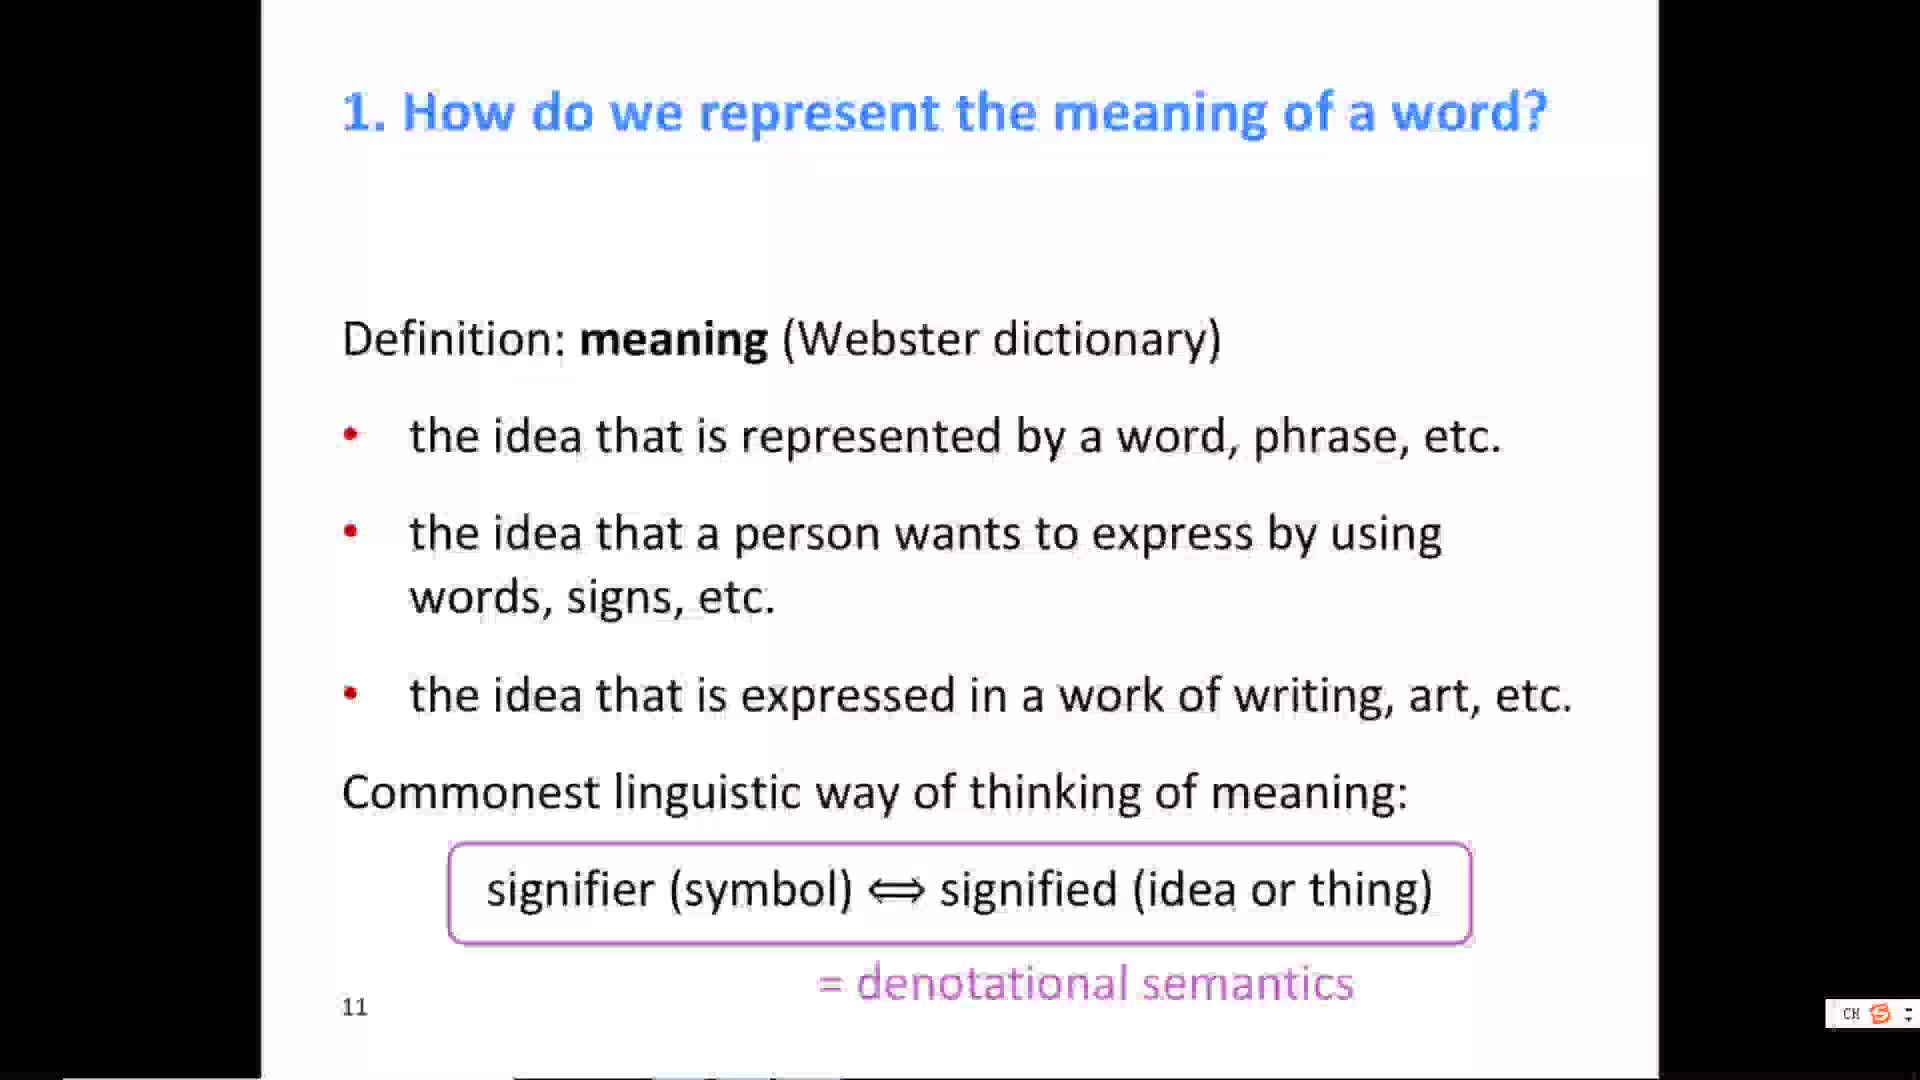 1. How do we represent the meaning of a word?
Definition: meaning (Webster dictionary)
• the idea that is represented by a word, phrase, etc.
• the idea that a person wants to express by using
words, signs, etc.
• the idea that is expressed in a work of writing, art, etc.
Commonest linguistic way of thinking of meaning:
signifier (symbol) ⟺ signified (idea or thing)
= denotational semantics
11
CH